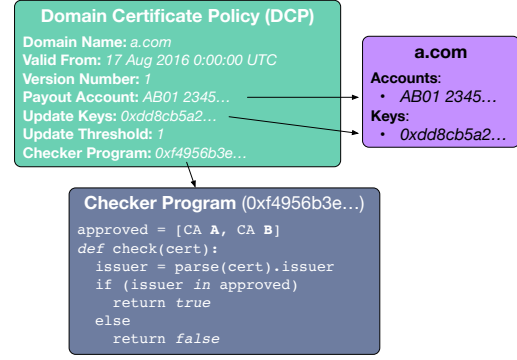 Domain Certificate Policy (DCP)
Domain Name: a.com
Valid From: 17 Aug 2016 0:00:00 UTC
Version Number: 1
Payout Account: AB01 2345...
Update Keys: 0xdd8cb5a2...
Update Threshold: 1
Checker Program: 0xf4956b3e...
a.com
Accounts:
• AB01 2345...
Keys:
• 0xdd8cb5a2...
Checker Program (0xf4956b3e...)
approved = [CA A, CA B]
def check(cert):
  issuer = parse(cert).issuer
  if (issuer in approved)
    return true
  else
    return false